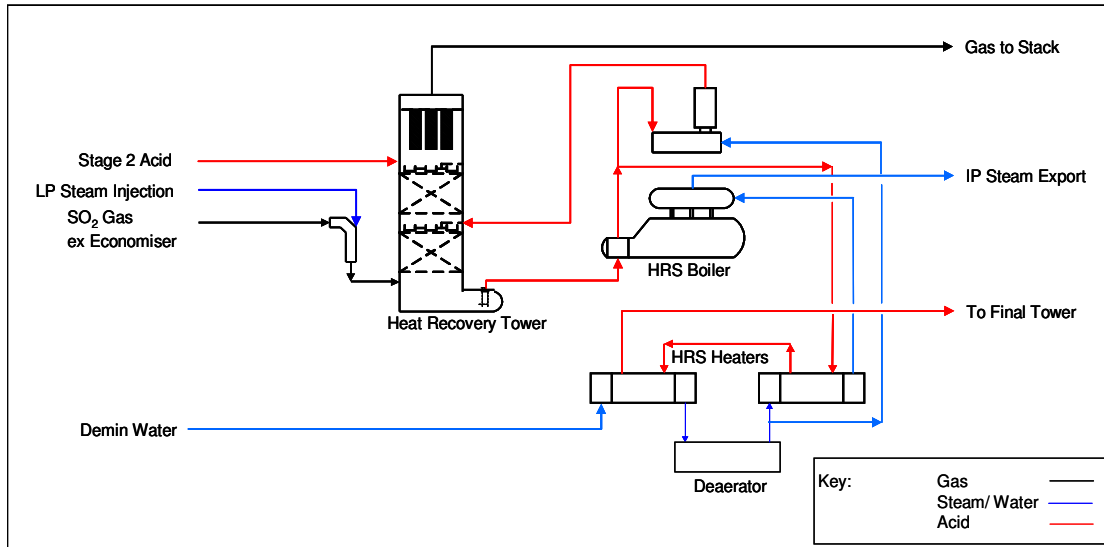 Gas to Stack
Stage 2 Acid
LP Steam Injection
IP Steam Export
SO2 Gas
ex Economiser
HRS Boiler
Heat Recovery Tower
To Final Tower
HRS Heaters
Demin Water
Deaerator
Key:
Gas
Steam/ Water
Acid